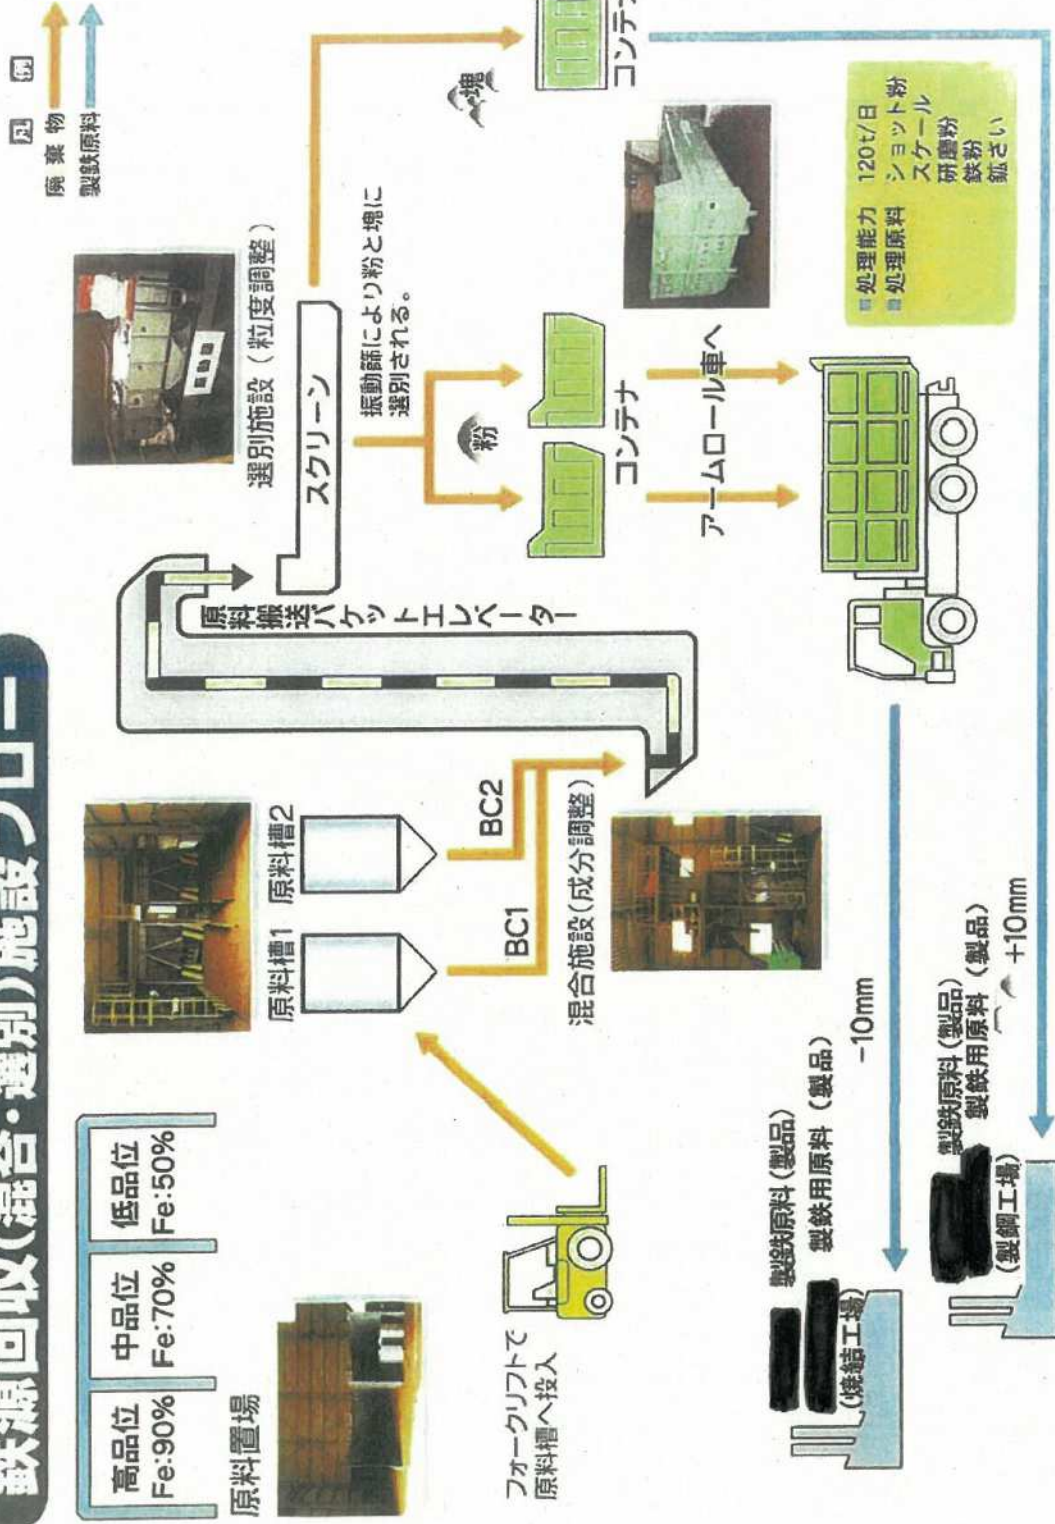 鉄源回収(混合・選別)施設フロー
凡例
廃棄物
製鉄原料
高品位
Fe:90%
中品位
Fe:70%
低品位
Fe:50%
原料置場
フォークリフトで
原料槽へ投入
原料槽1
原料槽2
BC1
BC2
混合施設(成分調整)
原料搬送バケットエレベーター
選別施設(粒度調整)
振動篩
スクリーン
振動篩により粉と塊に
選別される。
粉
塊
コンテナ
コンテナ
アームロール車へ
処理能力 120t/日
処理原料 ショット粉
スケール
研磨粉
鉄粉
鉱さい
製鉄原料(製品)
製鉄用原料(製品)
(焼結工場)
-10mm
製鉄原料(製品)
製鉄用原料(製品)
(製鋼工場)
+10mm